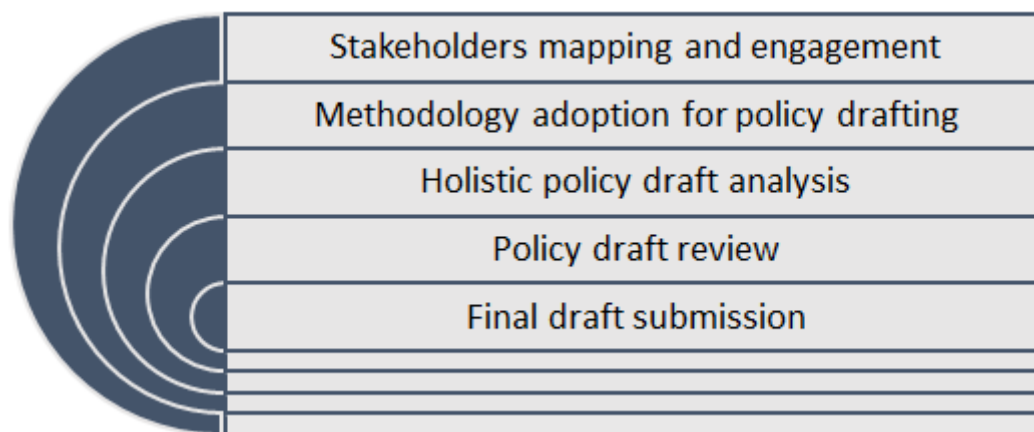 Stakeholders mapping and engagement
Methodology adoption for policy drafting
Holistic policy draft analysis
Policy draft review
Final draft submission